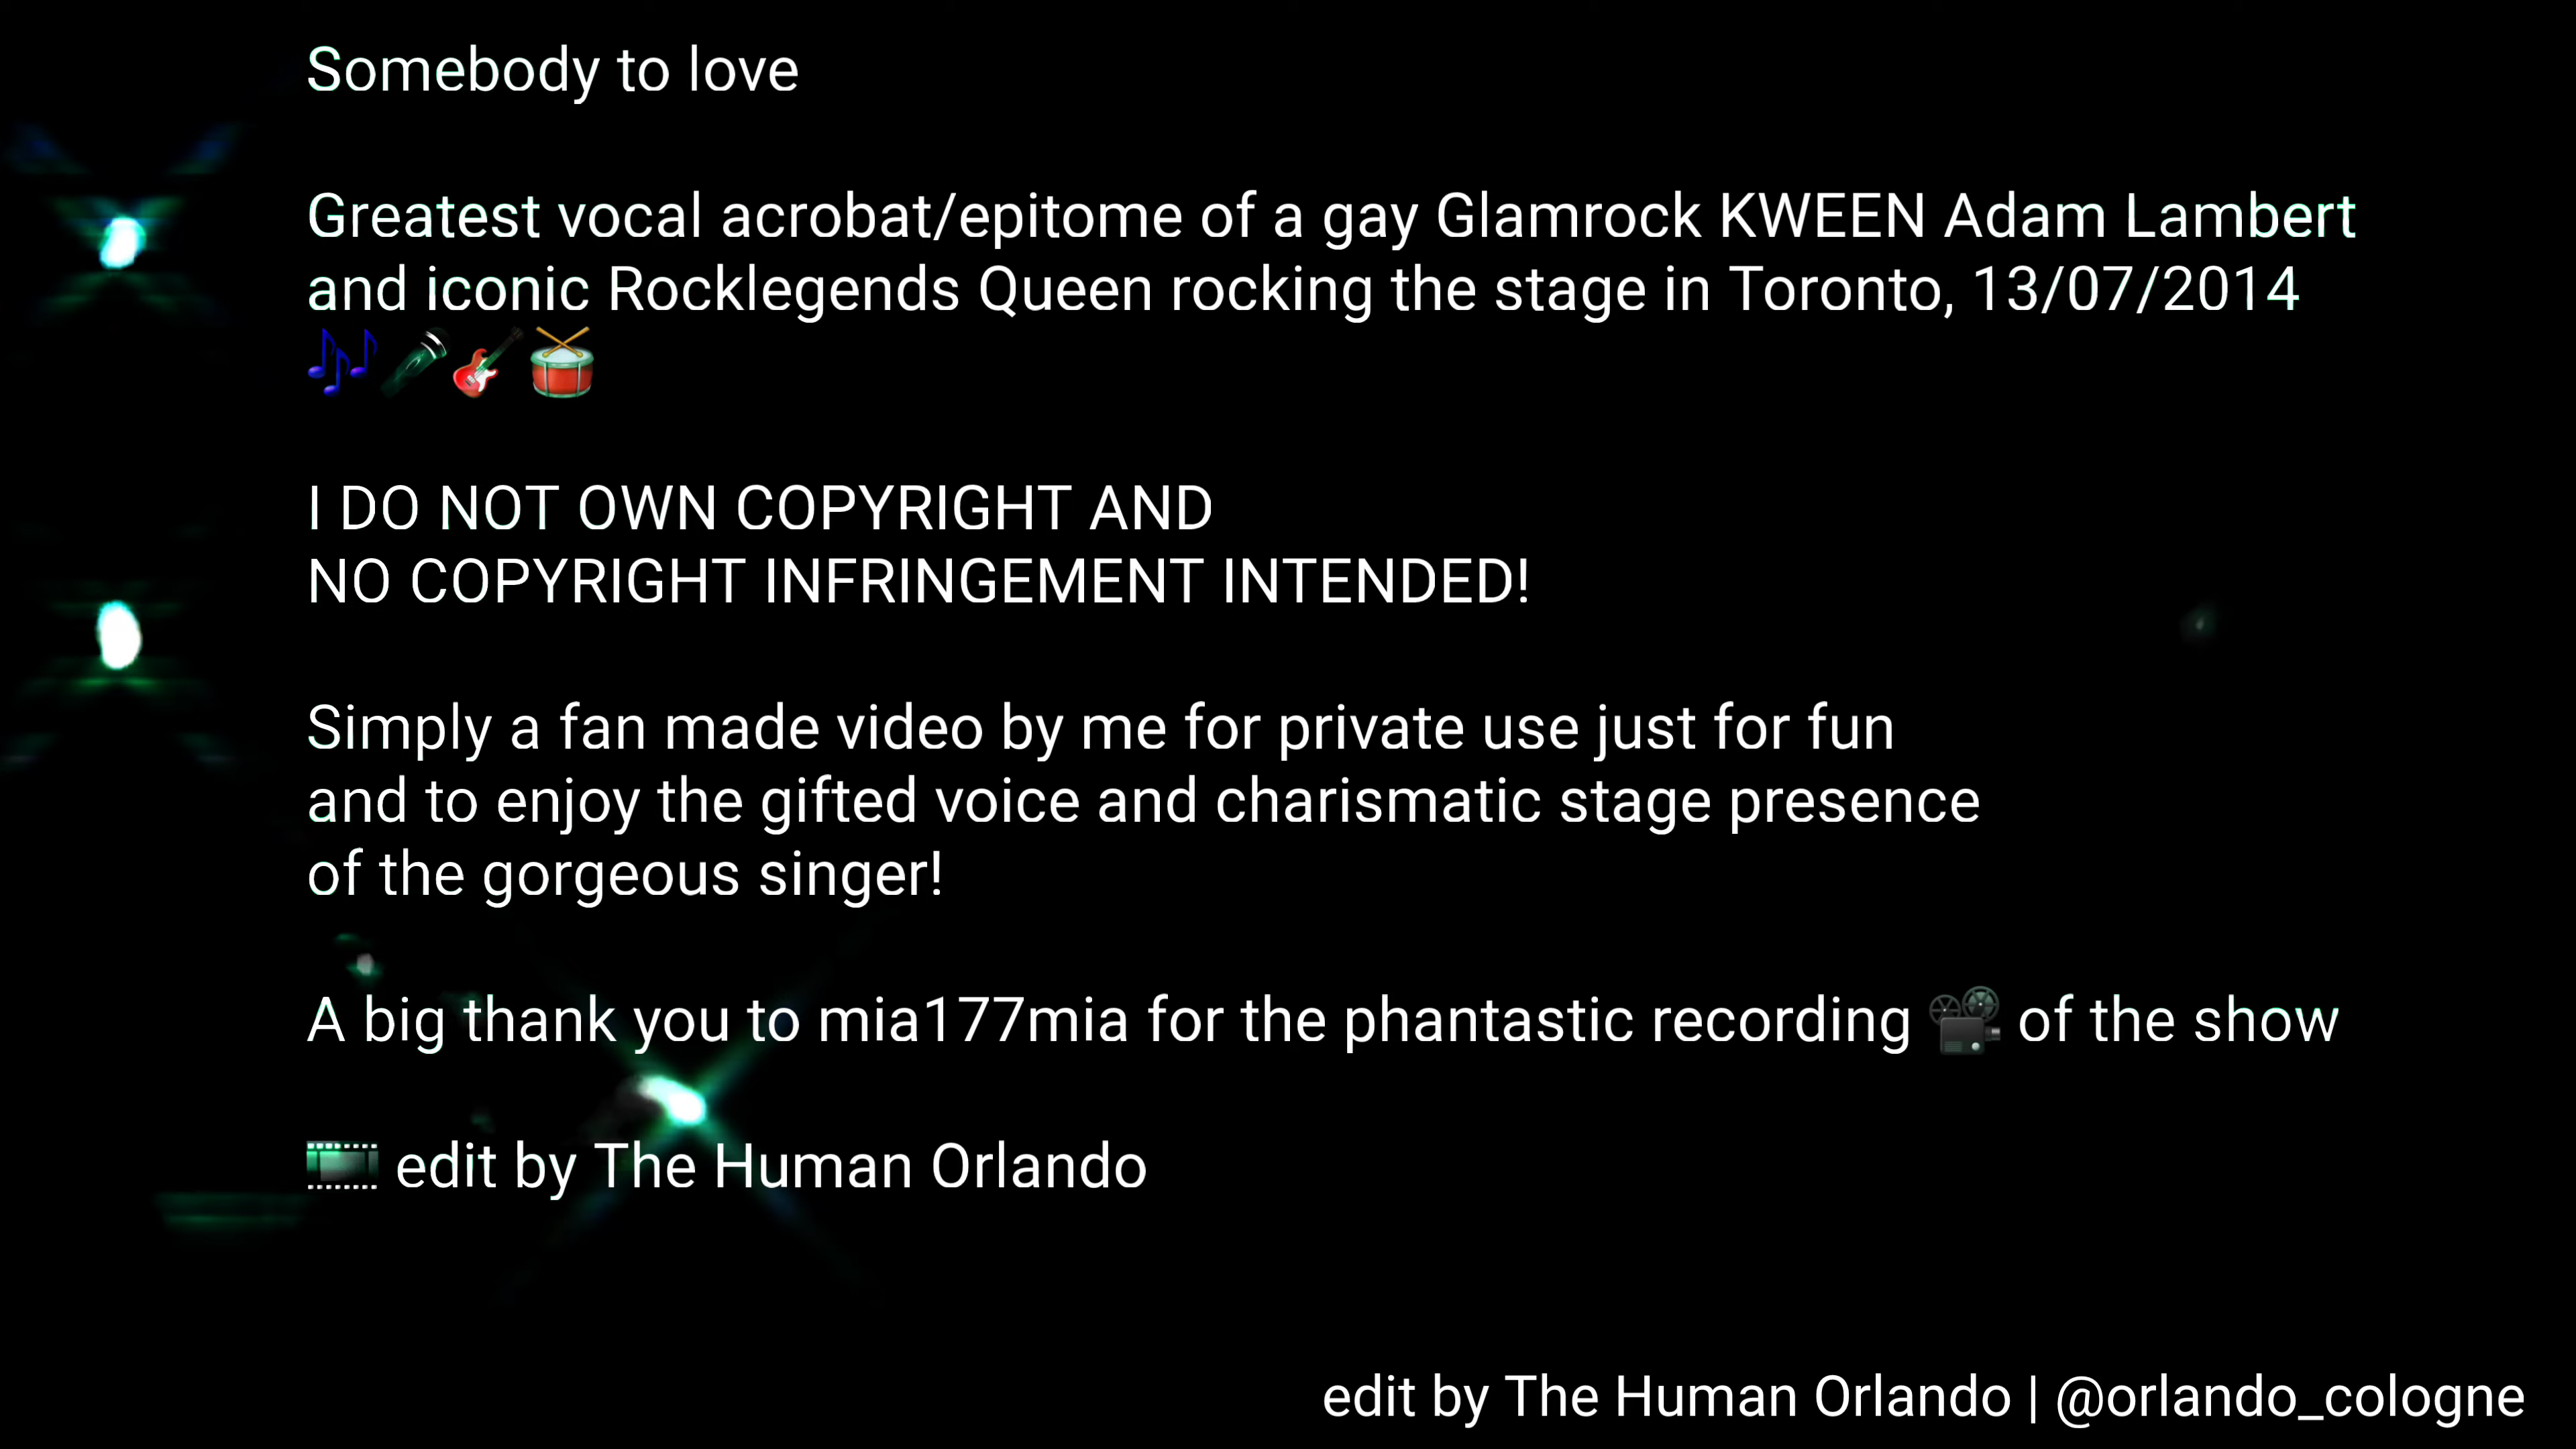 Somebody to love
Greatest vocal acrobat/epitome of a gay Glamrock KWEEN Adam Lambert
and iconic Rocklegends Queen rocking the stage in Toronto, 13/07/2014
🎶🎤🎸🥁
I DO NOT OWN COPYRIGHT AND
NO COPYRIGHT INFRINGEMENT INTENDED!
Simply a fan made video by me for private use just for fun
and to enjoy the gifted voice and charismatic stage presence
of the gorgeous singer!
A big thank you to mia177mia for the phantastic recording 🎥 of the show
🎞️ edit by The Human Orlando
edit by The Human Orlando | @orlando_cologne